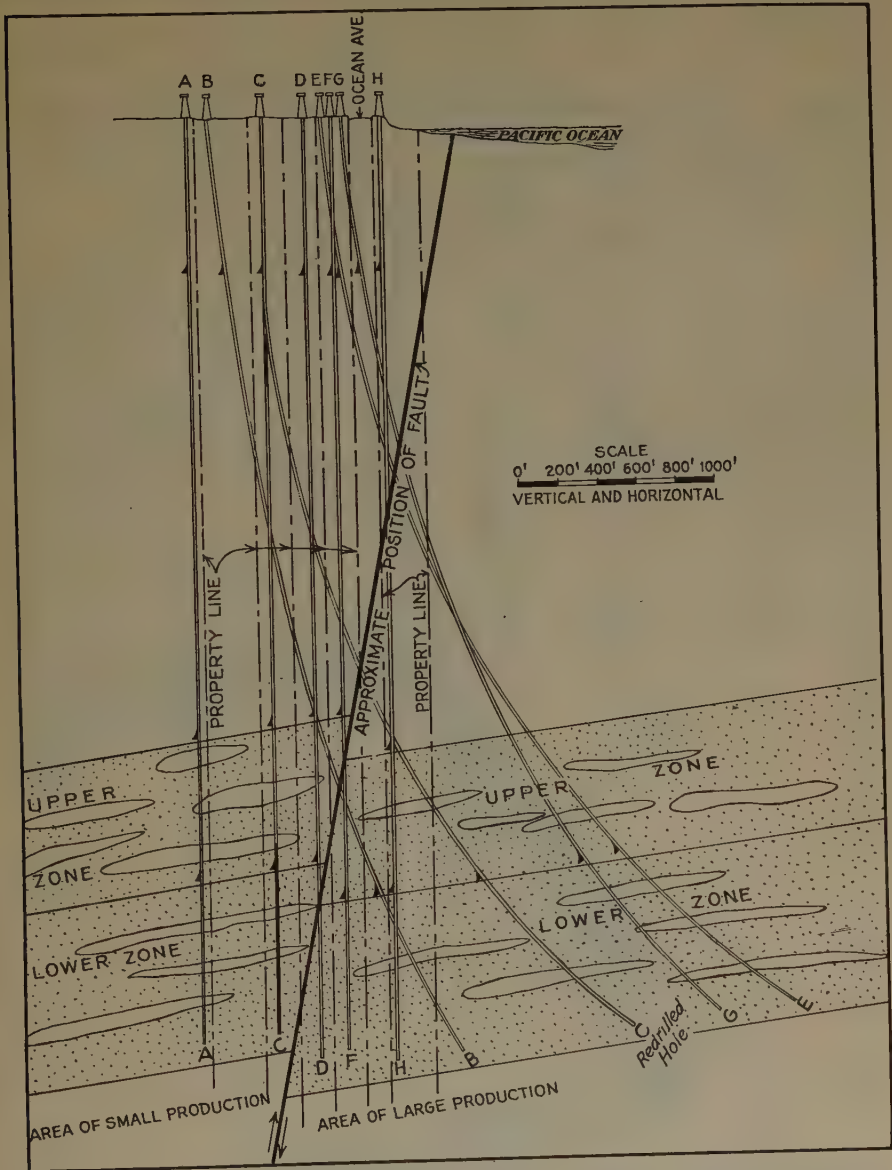 OCEAN AVE.
A B C D E F G H
PACIFIC OCEAN
SCALE
0' 200' 400' 600' 800' 1000'
VERTICAL AND HORIZONTAL
APPROXIMATE POSITION OF FAULT
PROPERTY LINE
PROPERTY LINE
UPPER
ZONE
UPPER
ZONE
LOWER ZONE
LOWER
ZONE
A C D F H B C G E
Redrilled
Hole
AREA OF SMALL PRODUCTION
AREA OF LARGE PRODUCTION